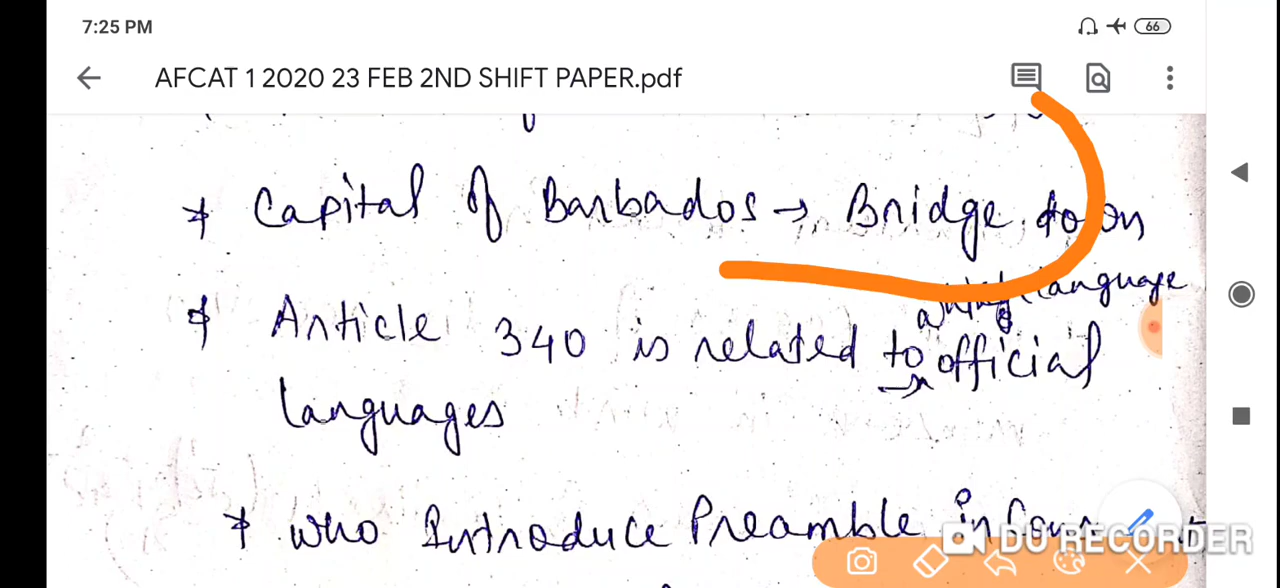 7:25 PM
66
AFCAT 1 2020 23 FEB 2ND SHIFT PAPER.pdf
* Capital of Barbados → Bridge town
language
* Article 340 is related to official
languages
* who Introduce Preamble in
DU RECORDER